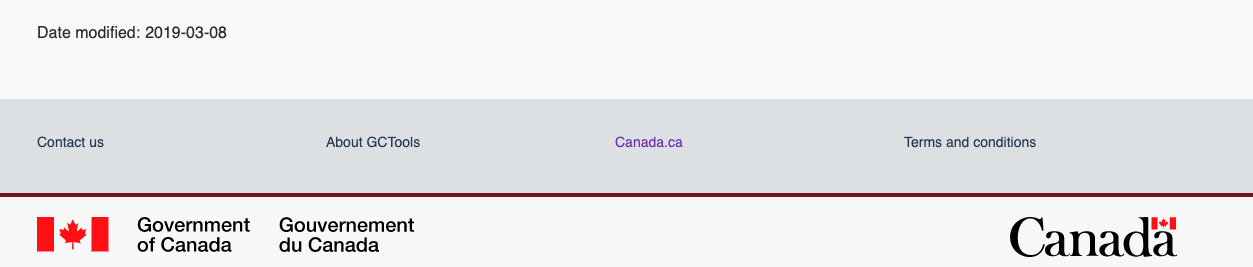 Date modified: 2019-03-08
Contact us
About GCTools
Canada.ca
Terms and conditions
Government
of Canada
Gouvernement
du Canada
Canada